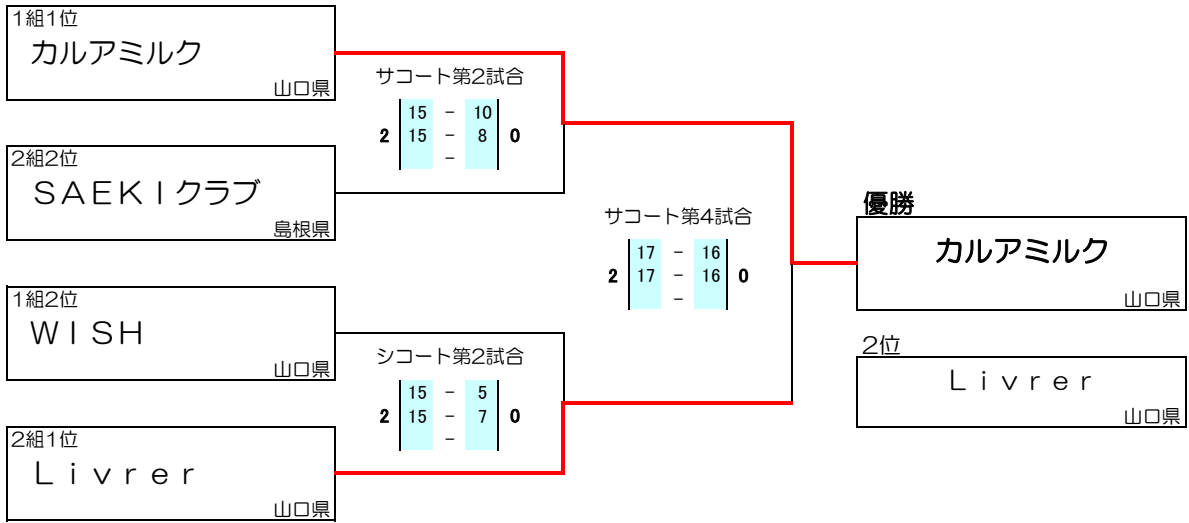 1組1位
カルアミルク
山口県
サコート第2試合
15 - 10
2 15 - 8 0
-
2組2位
ＳＡＥＫＩクラブ
島根県
サコート第4試合
17 - 16
2 17 - 16 0
-
優勝
カルアミルク
山口県
1組2位
ＷＩＳＨ
山口県
シコート第2試合
15 - 5
2 15 - 7 0
-
2位
Ｌｉｖｒｅｒ
山口県
2組1位
Ｌｉｖｒｅｒ
山口県